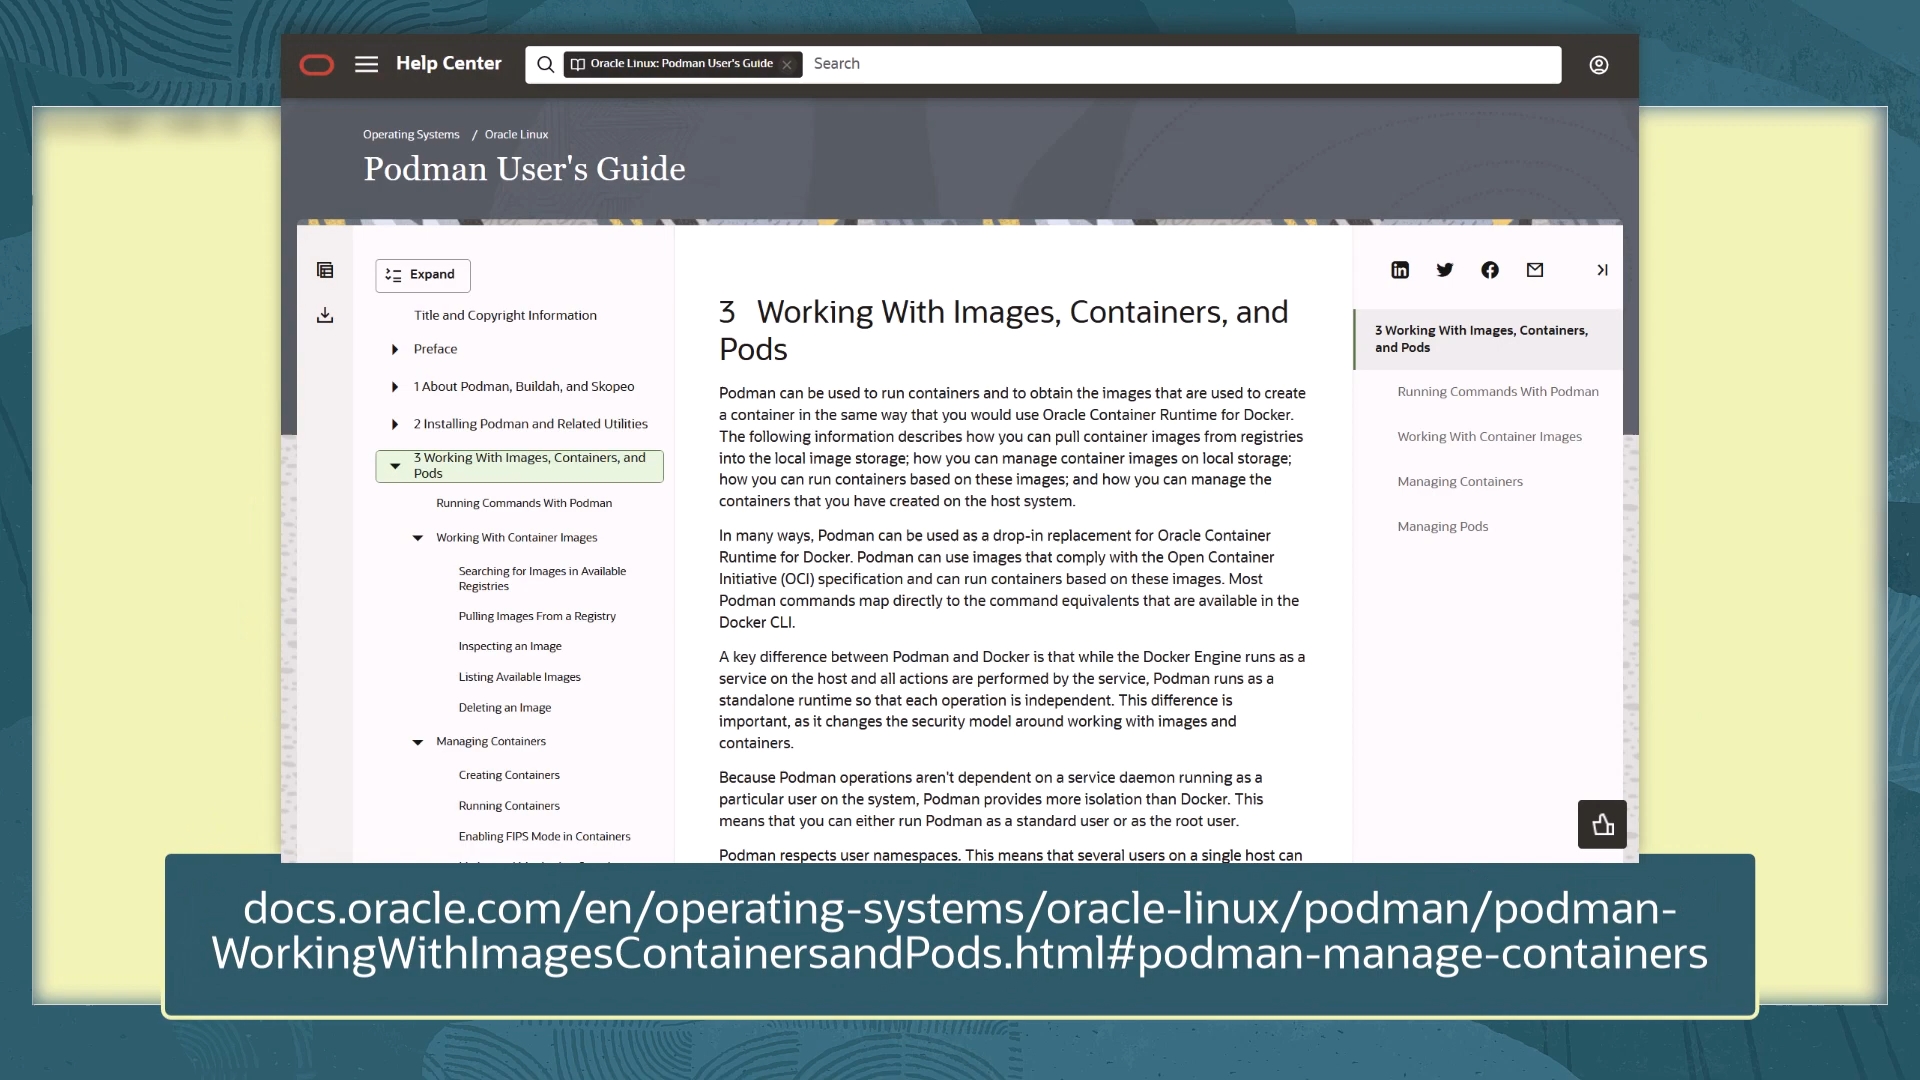 Help Center
Oracle Linux: Podman User's Guide
Search
Operating Systems / Oracle Linux
Podman User's Guide
Expand
Title and Copyright Information
Preface
1 About Podman, Buildah, and Skopeo
2 Installing Podman and Related Utilities
3 Working With Images, Containers, and
Pods
Running Commands With Podman
Working With Container Images
Searching for Images in Available
Registries
Pulling Images From a Registry
Inspecting an Image
Listing Available Images
Deleting an Image
Managing Containers
Creating Containers
Running Containers
Enabling FIPS Mode in Containers
3 Working With Images, Containers, and
Pods
Podman can be used to run containers and to obtain the images that are used to create
a container in the same way that you would use Oracle Container Runtime for Docker.
The following information describes how you can pull container images from registries
into the local image storage; how you can manage container images on local storage;
how you can run containers based on these images; and how you can manage the
containers that you have created on the host system.
In many ways, Podman can be used as a drop-in replacement for Oracle Container
Runtime for Docker. Podman can use images that comply with the Open Container
Initiative (OCI) specification and can run containers based on these images. Most
Podman commands map directly to the command equivalents that are available in the
Docker CLI.
A key difference between Podman and Docker is that while the Docker Engine runs as a
service on the host and all actions are performed by the service, Podman runs as a
standalone runtime so that each operation is independent. This difference is
important, as it changes the security model around working with images and
containers.
Because Podman operations aren't dependent on a service daemon running as a
particular user on the system, Podman provides more isolation than Docker. This
means that you can either run Podman as a standard user or as the root user.
Podman respects user namespaces. This means that several users on a single host can
3 Working With Images, Containers,
and Pods
Running Commands With Podman
Working With Container Images
Managing Containers
Managing Pods
docs.oracle.com/en/operating-systems/oracle-linux/podman/podman-
WorkingWithImagesContainersandPods.html#podman-manage-containers